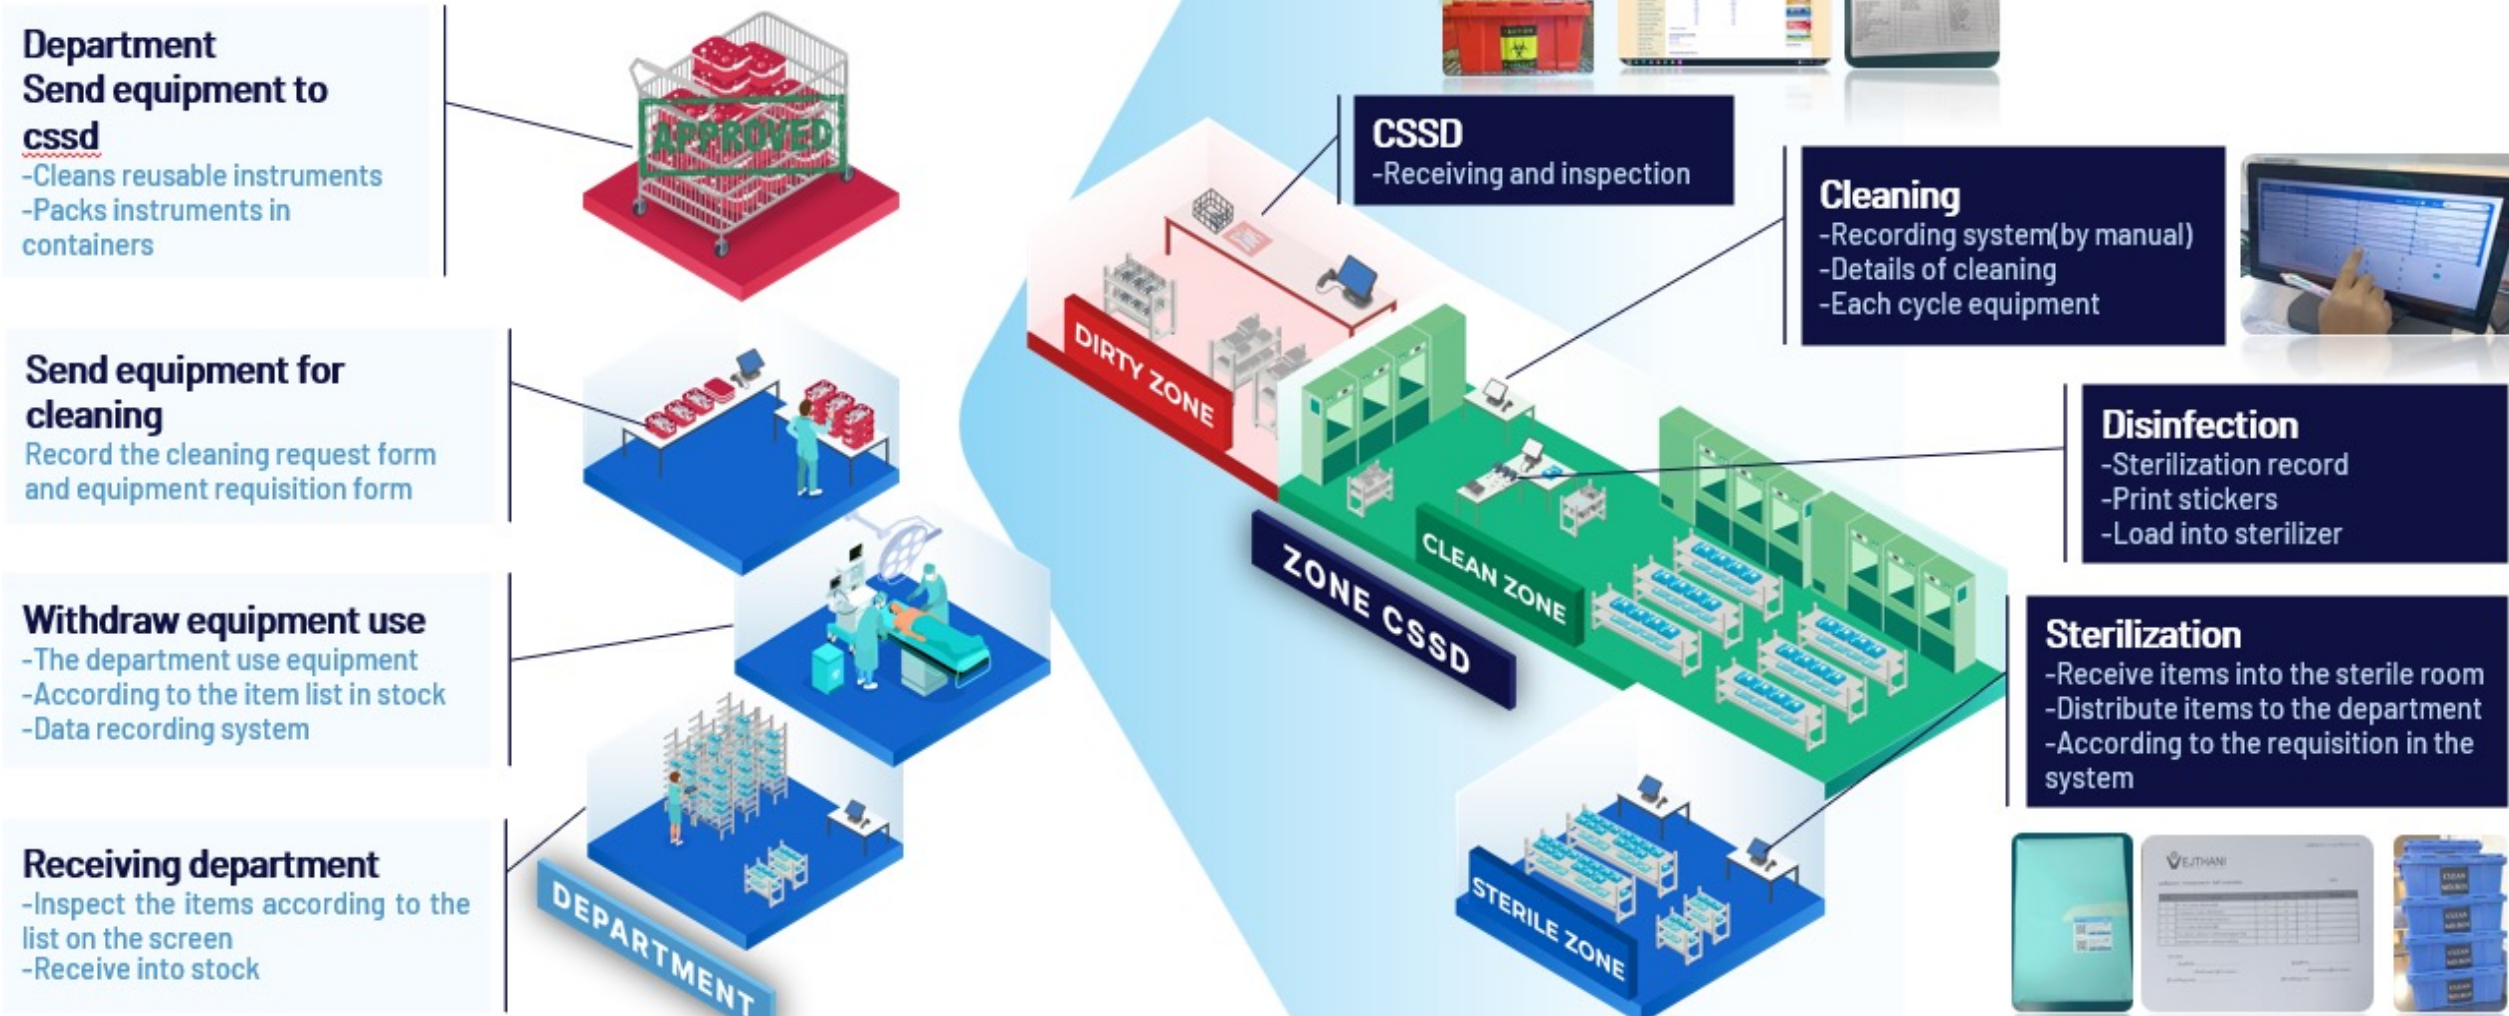 Department
Send equipment to
cssd
-Cleans reusable instruments
-Packs instruments in
containers
APPROVED
Send equipment for
cleaning
Record the cleaning request form
and equipment requisition form
Withdraw equipment use
-The department use equipment
-According to the item list in stock
-Data recording system
Receiving department
-Inspect the items according to the
list on the screen
-Receive into stock
DEPARTMENT
CSSD
-Receiving and inspection
Cleaning
-Recording system(by manual)
-Details of cleaning
-Each cycle equipment
DIRTY ZONE
CLEAN ZONE
ZONE CSSD
STERILE ZONE
Disinfection
-Sterilization record
-Print stickers
-Load into sterilizer
Sterilization
-Receive items into the sterile room
-Distribute items to the department
-According to the requisition in the
system
VEJTHANI
CLEAN
CLEAN
CLEAN
CLEAN